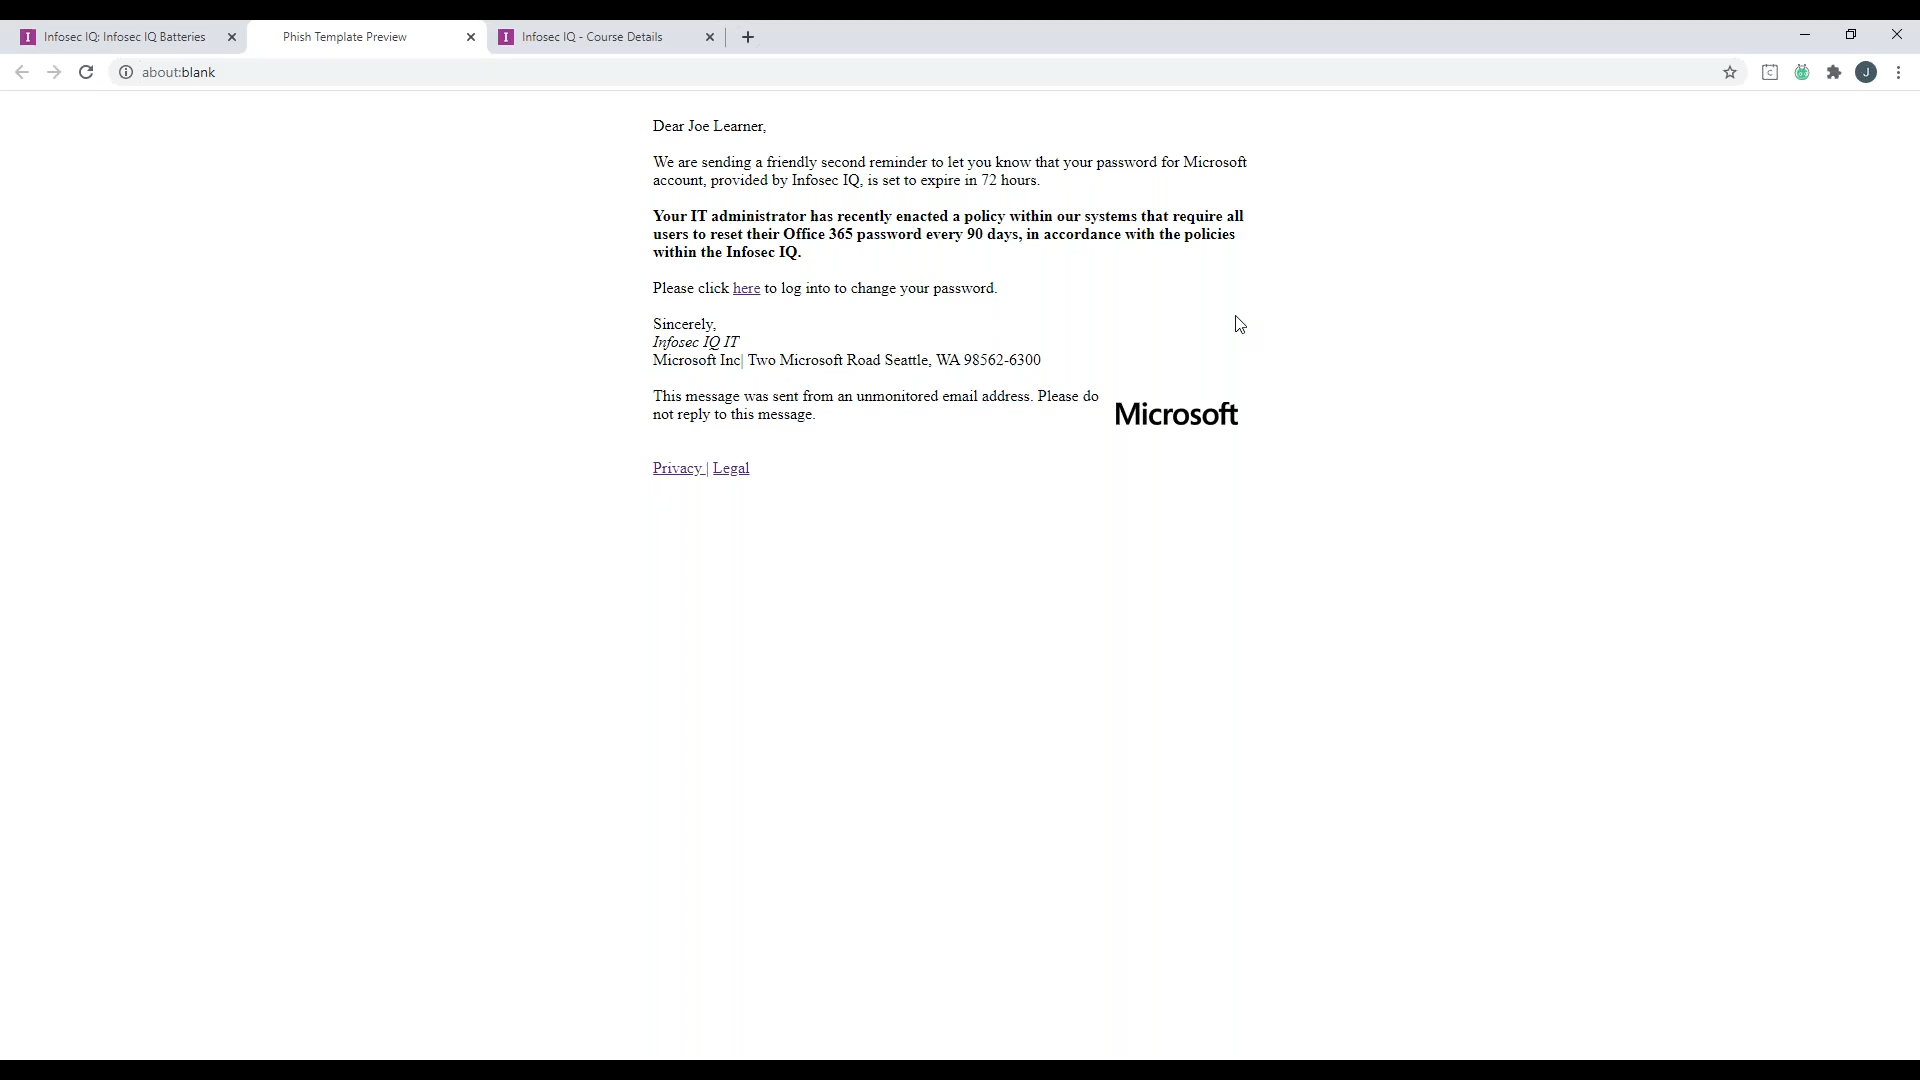 Infosec IQ: Infosec IQ Batteries
Phish Template Preview
Infosec IQ - Course Details
about:blank
C
J
Dear Joe Learner,
We are sending a friendly second reminder to let you know that your password for Microsoft
account, provided by Infosec IQ, is set to expire in 72 hours.
Your IT administrator has recently enacted a policy within our systems that require all
users to reset their Office 365 password every 90 days, in accordance with the policies
within the Infosec IQ.
Please click here to log into to change your password.
Sincerely,
Infosec IQ IT
Microsoft Inc| Two Microsoft Road Seattle, WA 98562-6300
This message was sent from an unmonitored email address. Please do
not reply to this message.
Microsoft
Privacy | Legal